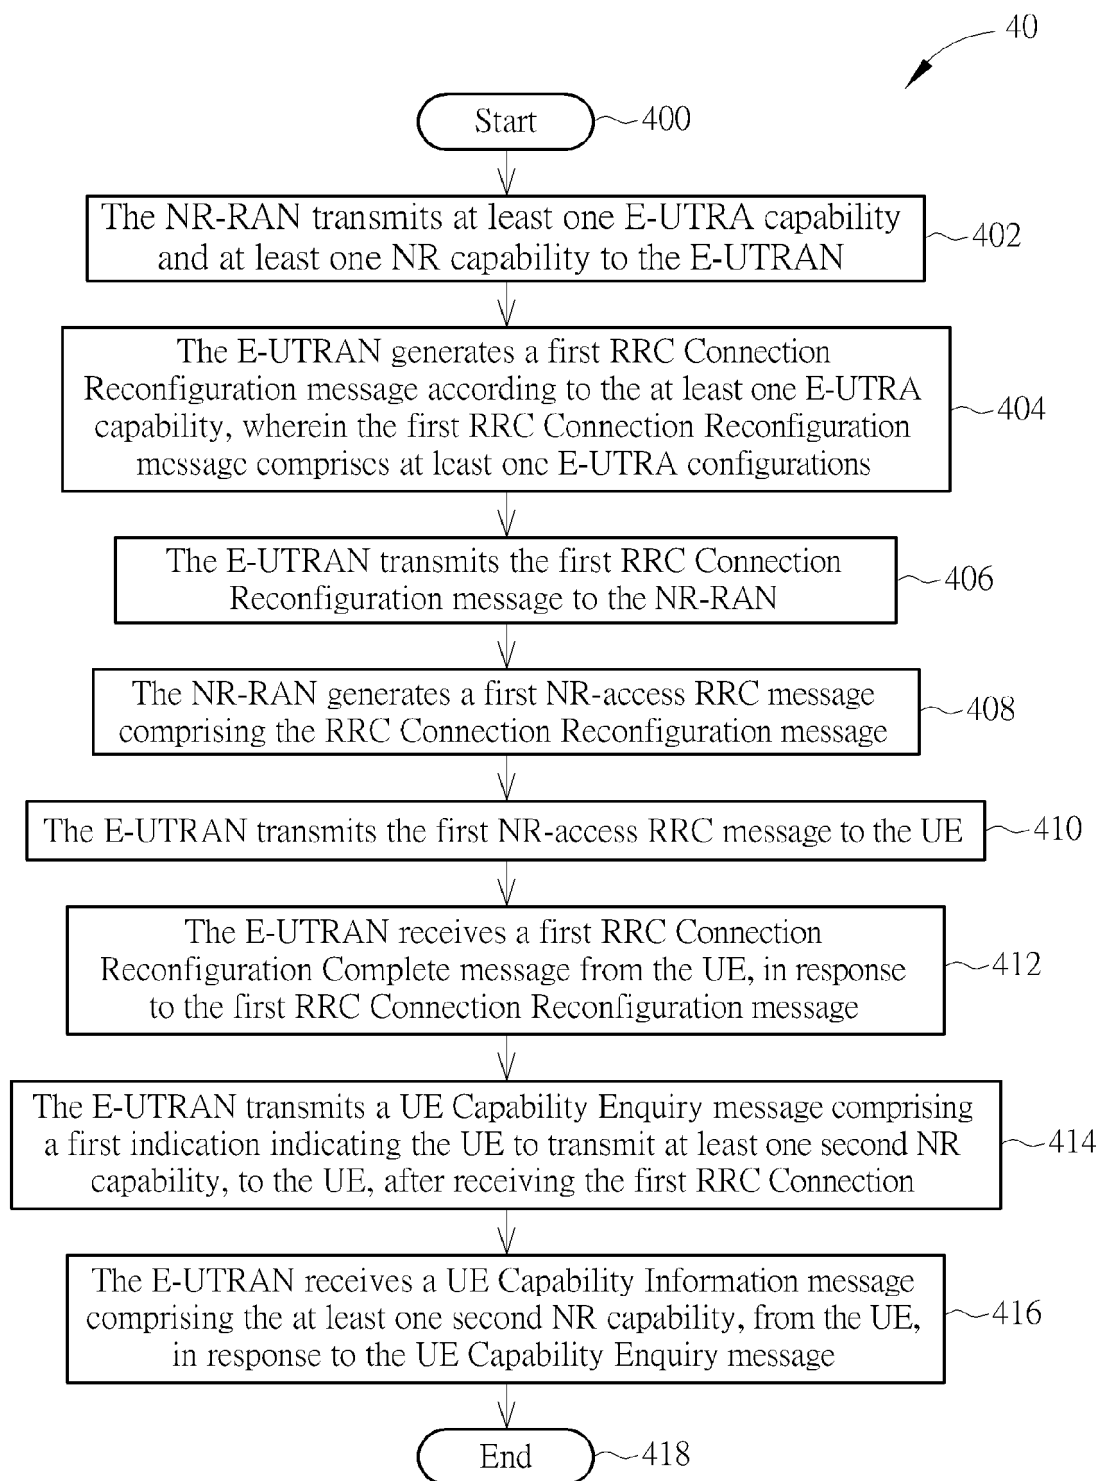 40
Start
400
The NR-RAN transmits at least one E-UTRA capability
and at least one NR capability to the E-UTRAN
402
The E-UTRAN generates a first RRC Connection
Reconfiguration message according to the at least one E-UTRA
capability, wherein the first RRC Connection Reconfiguration
message comprises at least one E-UTRA configurations
404
The E-UTRAN transmits the first RRC Connection
Reconfiguration message to the NR-RAN
406
The NR-RAN generates a first NR-access RRC message
comprising the RRC Connection Reconfiguration message
408
The E-UTRAN transmits the first NR-access RRC message to the UE
410
The E-UTRAN receives a first RRC Connection
Reconfiguration Complete message from the UE, in response
to the first RRC Connection Reconfiguration message
412
The E-UTRAN transmits a UE Capability Enquiry message comprising
a first indication indicating the UE to transmit at least one second NR
capability, to the UE, after receiving the first RRC Connection
414
The E-UTRAN receives a UE Capability Information message
comprising the at least one second NR capability, from the UE,
in response to the UE Capability Enquiry message
416
End
418